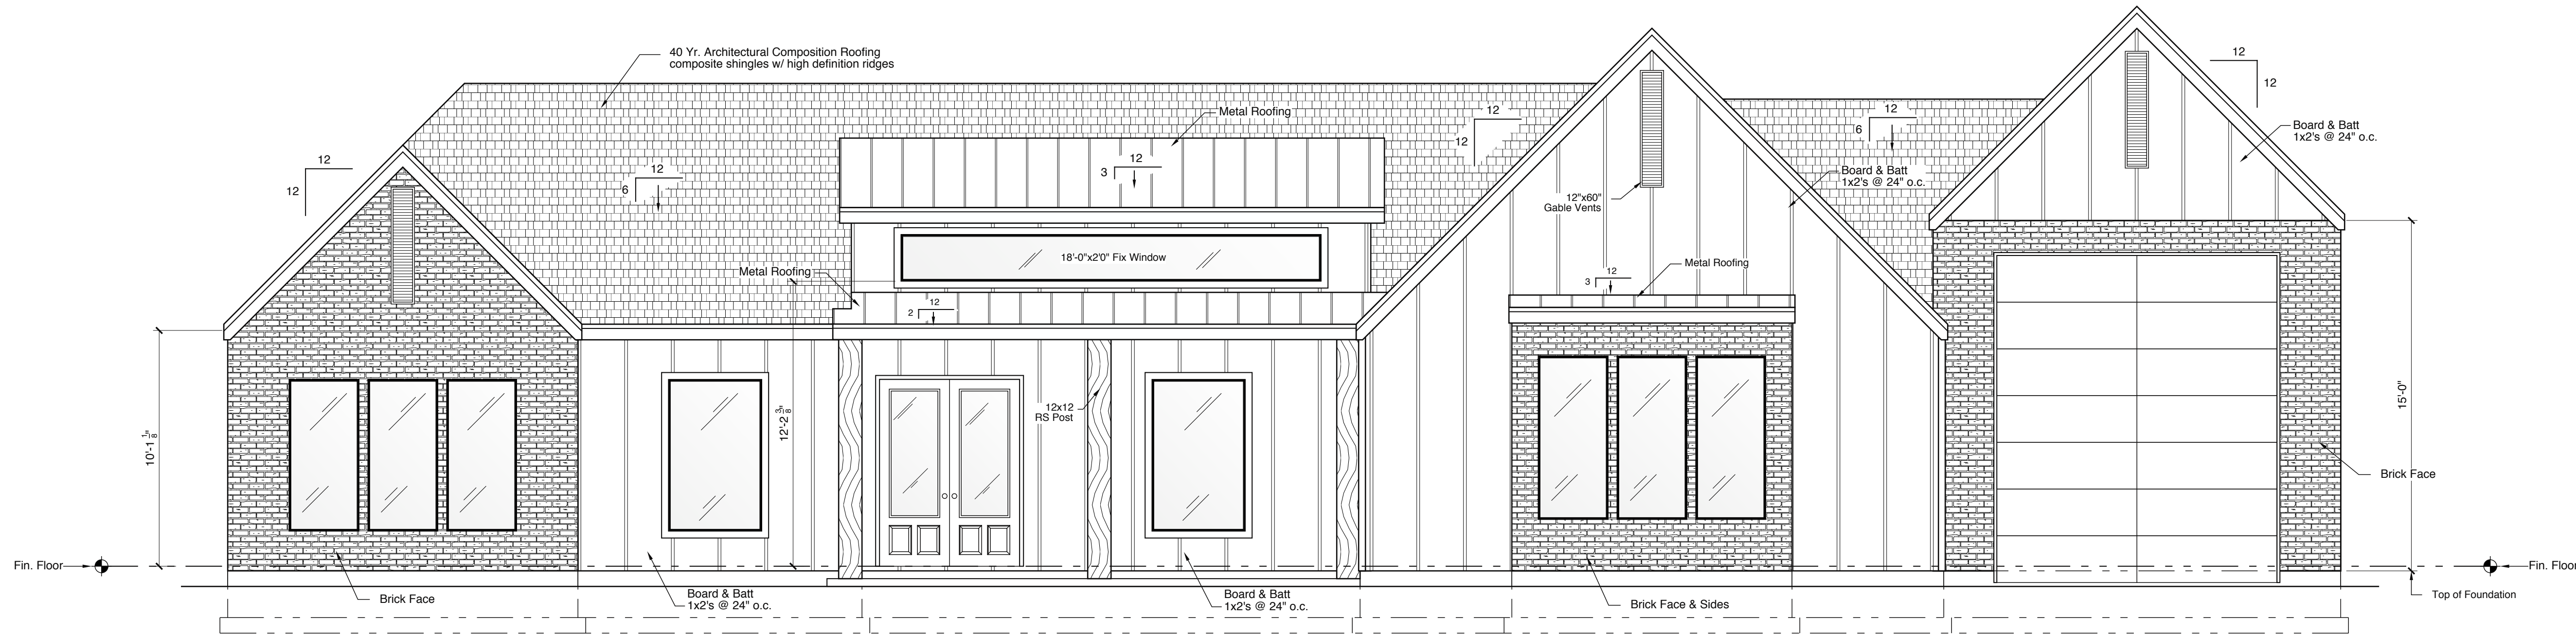 40 Yr. Architectural Composition Roofing
composite shingles w/ high definition ridges
12
12
12
6
Metal Roofing
12
3
12
12
12
6
12
12
Board & Batt
1x2's @ 24" o.c.
Board & Batt
1x2's @ 24" o.c.
12"x60"
Gable Vents
18'-0"x2'0" Fix Window
Metal Roofing
Metal Roofing
12
3
12
2
10'-1 1/8"
12'-2 3/8"
15'-0"
12x12
RS Post
Brick Face
Fin. Floor
Fin. Floor
Brick Face
Board & Batt
1x2's @ 24" o.c.
Board & Batt
1x2's @ 24" o.c.
Brick Face & Sides
Top of Foundation